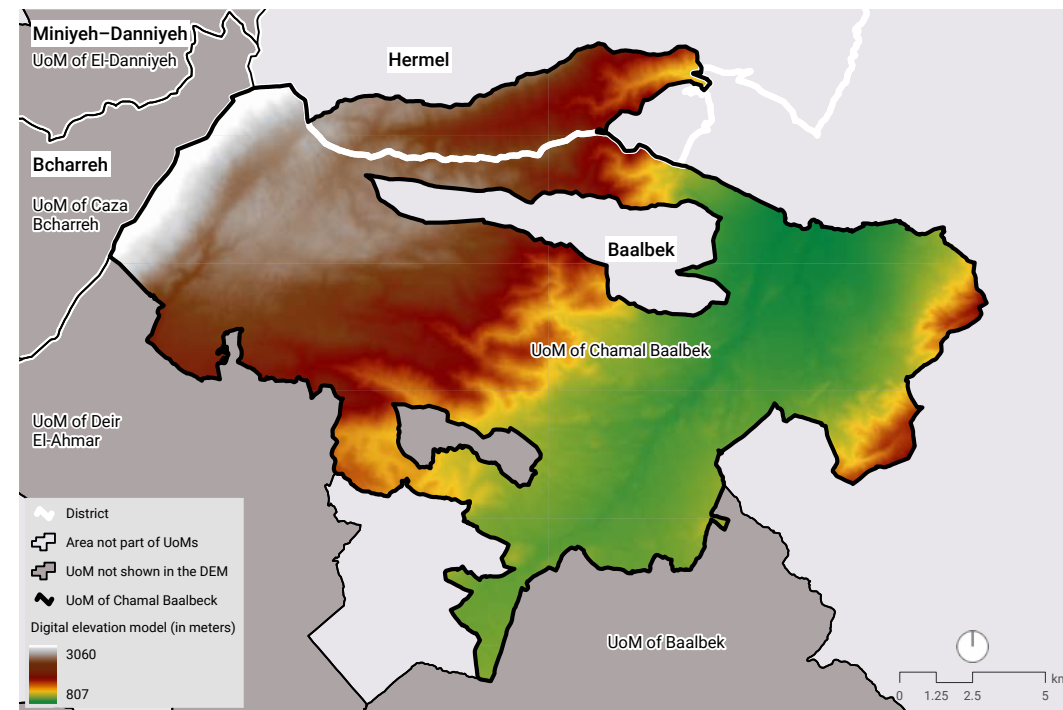 Miniyeh–Danniyeh
UoM of El-Danniyeh
Hermel
Bcharreh
UoM of Caza
Bcharreh
Baalbek
UoM of Chamal Baalbek
UoM of Deir
El-Ahmar
District
Area not part of UoMs
UoM not shown in the DEM
UoM of Chamal Baalbeck
Digital elevation model (in meters)
3060
807
UoM of Baalbek
km
0 1.25 2.5 5